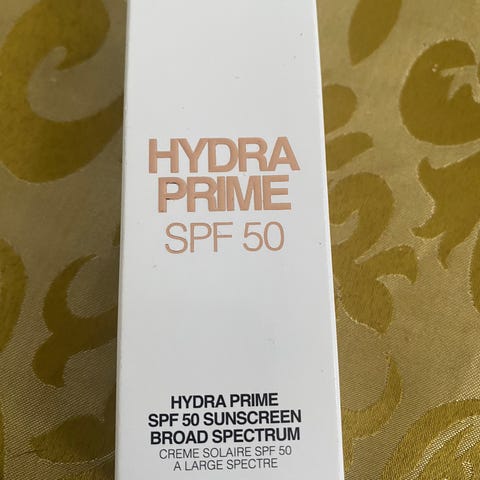 HYDRA
PRIME
SPF 50
HYDRA PRIME
SPF 50 SUNSCREEN
BROAD SPECTRUM
CREME SOLAIRE SPF 50
A LARGE SPECTRE